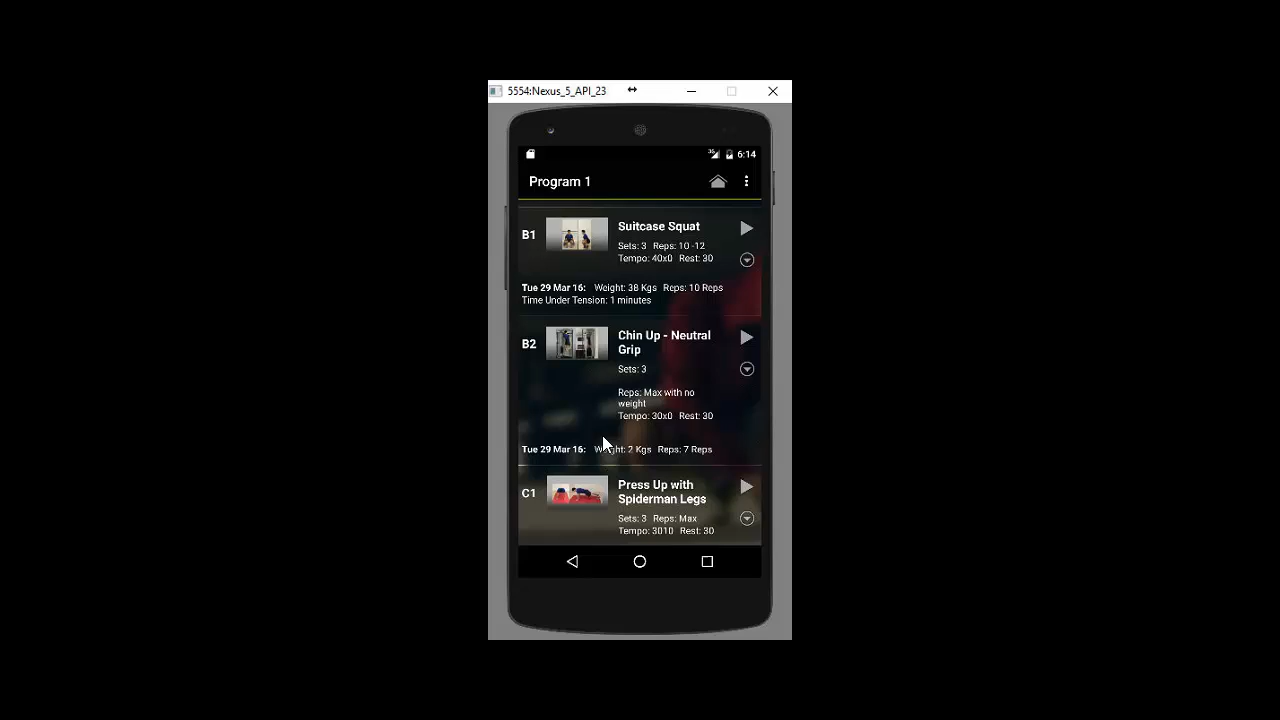 5554:Nexus_5_API_23
3G 6:14
Program 1
B1
Suitcase Squat
Sets: 3 Reps: 10 -12
Tempo: 40x0 Rest: 30
Tue 29 Mar 16: Weight: 38 Kgs Reps: 10 Reps
Time Under Tension: 1 minutes
B2
Chin Up - Neutral
Grip
Sets: 3
Reps: Max with no
weight
Tempo: 30x0 Rest: 30
Tue 29 Mar 16: Weight: 2 Kgs Reps: 7 Reps
C1
Press Up with
Spiderman Legs
Sets: 3 Reps: Max
Tempo: 3010 Rest: 30